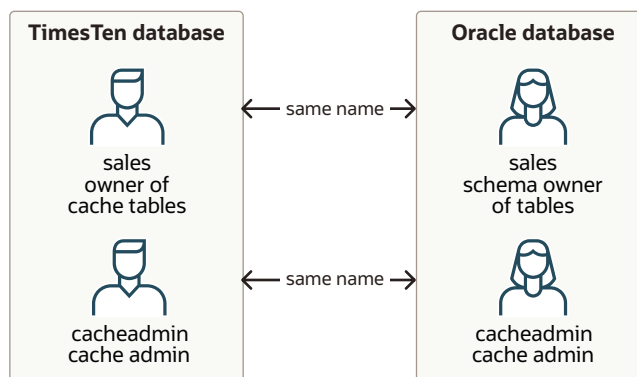 TimesTen database
Oracle database
same name
sales
owner of
cache tables
sales
schema owner
of tables
same name
cacheadmin
cache admin
cacheadmin
cache admin